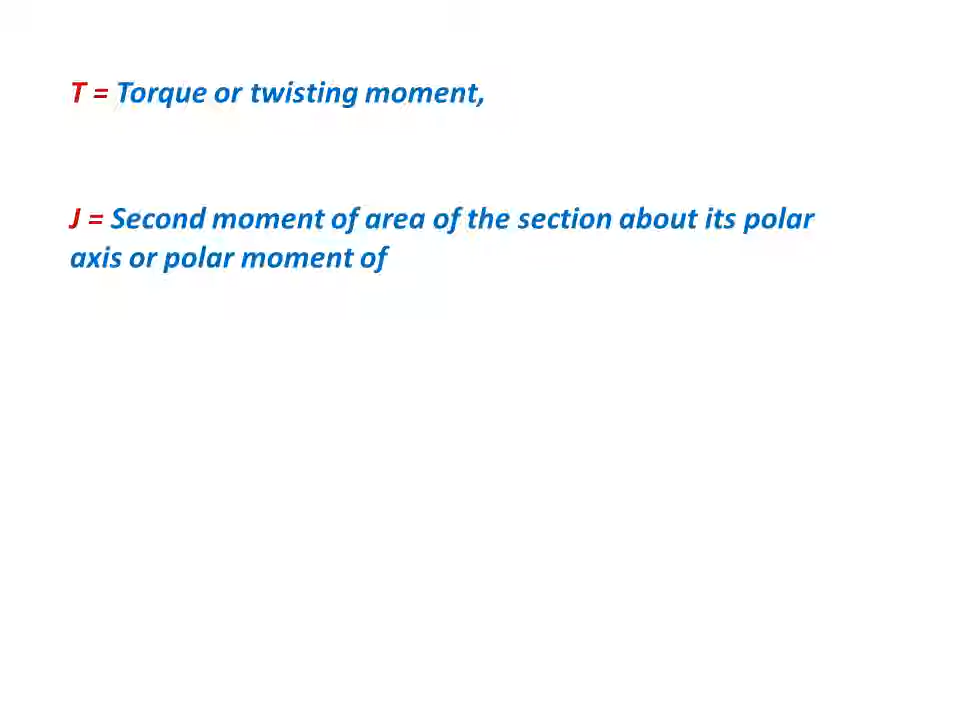 T = Torque or twisting moment,
J = Second moment of area of the section about its polar
axis or polar moment of